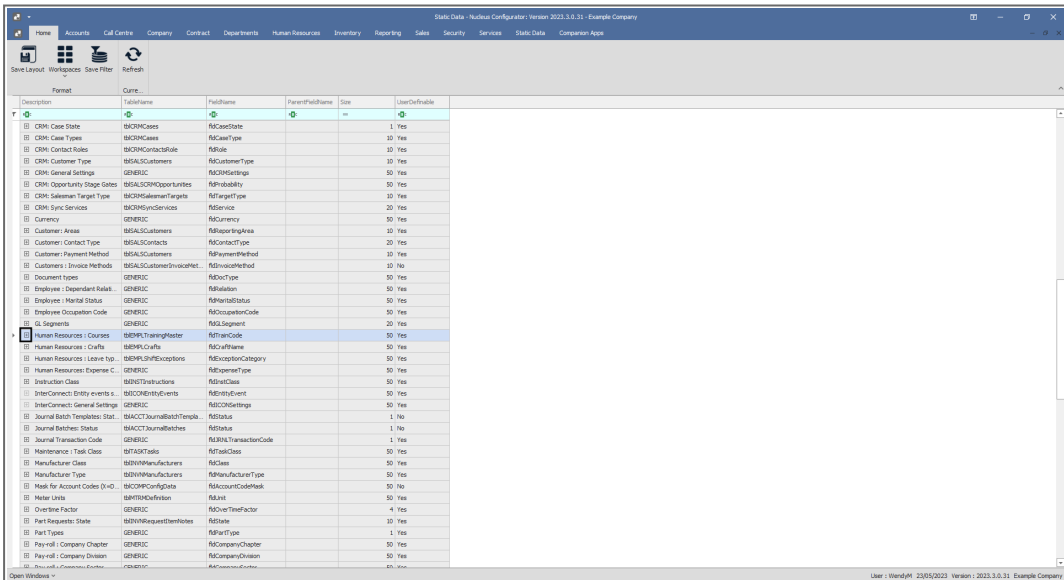 Static Data - Nucleus Configurator: Version 2023.3.0.31 - Example Company
Home Accounts Call Centre Company Contract Departments Human Resources Inventory Reporting Sales Security Services Static Data Companion Apps
Save Layout Workspaces Save Filter Refresh
Format Curre...
Description TableName FieldName ParentFieldName Size UserDefinable
CRM: Case State tblCRMCases fldCaseState 1 Yes
CRM: Case Types tblCRMCases fldCaseType 10 Yes
CRM: Contact Roles tblCRMContactsRole fldRole 10 Yes
CRM: Customer Type tblSALSCustomers fldCustomerType 10 Yes
CRM: General Settings GENERIC fldCRMSettings 50 Yes
CRM: Opportunity Stage Gates tblSALSCRMOpportunities fldProbability 50 Yes
CRM: Salesman Target Type tblCRMSalesmanTargets fldTargetType 10 Yes
CRM: Sync Services tblCRMSyncServices fldService 20 Yes
Currency GENERIC fldCurrency 50 Yes
Customer: Areas tblSALSCustomers fldReportingArea 10 Yes
Customer: Contact Type tblSALSContacts fldContactType 20 Yes
Customer: Payment Method tblSALSCustomers fldPaymentMethod 10 Yes
Customers : Invoice Methods tblSALSCustomerInvoiceMet... fldInvoiceMethod 10 No
Document types GENERIC fldDocType 50 Yes
Employee : Dependant Relati... GENERIC fldRelation 50 Yes
Employee : Marital Status GENERIC fldMaritalStatus 50 Yes
Employee Occupation Code GENERIC fldOccupationCode 50 Yes
GL Segments GENERIC fldGLSegment 20 Yes
Human Resources : Courses tblEMPLTrainingMaster fldTrainCode 50 Yes
Human Resources : Crafts tblEMPLCrafts fldCraftName 50 Yes
Human Resources : Leave typ... tblEMPLShiftExceptions fldExceptionCategory 50 Yes
Human Resources: Expense C... GENERIC fldExpenseType 50 Yes
Instruction Class tblINSTInstructions fldInstClass 50 Yes
InterConnect: Entity events s... tblICONEntityEvents fldEntityEvent 50 Yes
InterConnect: General Settings GENERIC fldICONSettings 50 Yes
Journal Batch Templates: Stat... tblACCTJournalBatchTempla... fldStatus 1 No
Journal Batches: Status tblACCTJournalBatches fldStatus 1 No
Journal Transaction Code GENERIC fldJRNLTransactionCode 1 Yes
Maintenance : Task Class tblTASKTasks fldTaskClass 50 Yes
Manufacturer Class tblINVNManufacturers fldClass 50 Yes
Manufacturer Type tblINVNManufacturers fldManufacturerType 50 Yes
Mask for Account Codes (X=O... tblCOMPConfigData fldAccountCodeMask 50 No
Meter Units tblMTRMDefinition fldUnit 50 Yes
Overtime Factor GENERIC fldOverTimeFactor 4 Yes
Part Requests: State tblINVNRequestItemNotes fldState 10 Yes
Part Types GENERIC fldPartType 1 Yes
Pay-roll : Company Chapter GENERIC fldCompanyChapter 50 Yes
Pay-roll : Company Division GENERIC fldCompanyDivision 50 Yes
Pay-roll : Company Sector GENERIC fldCompanySector 50 Yes
Open Windows User : WendyM 23/05/2023 Version : 2023.3.0.31 Example Company